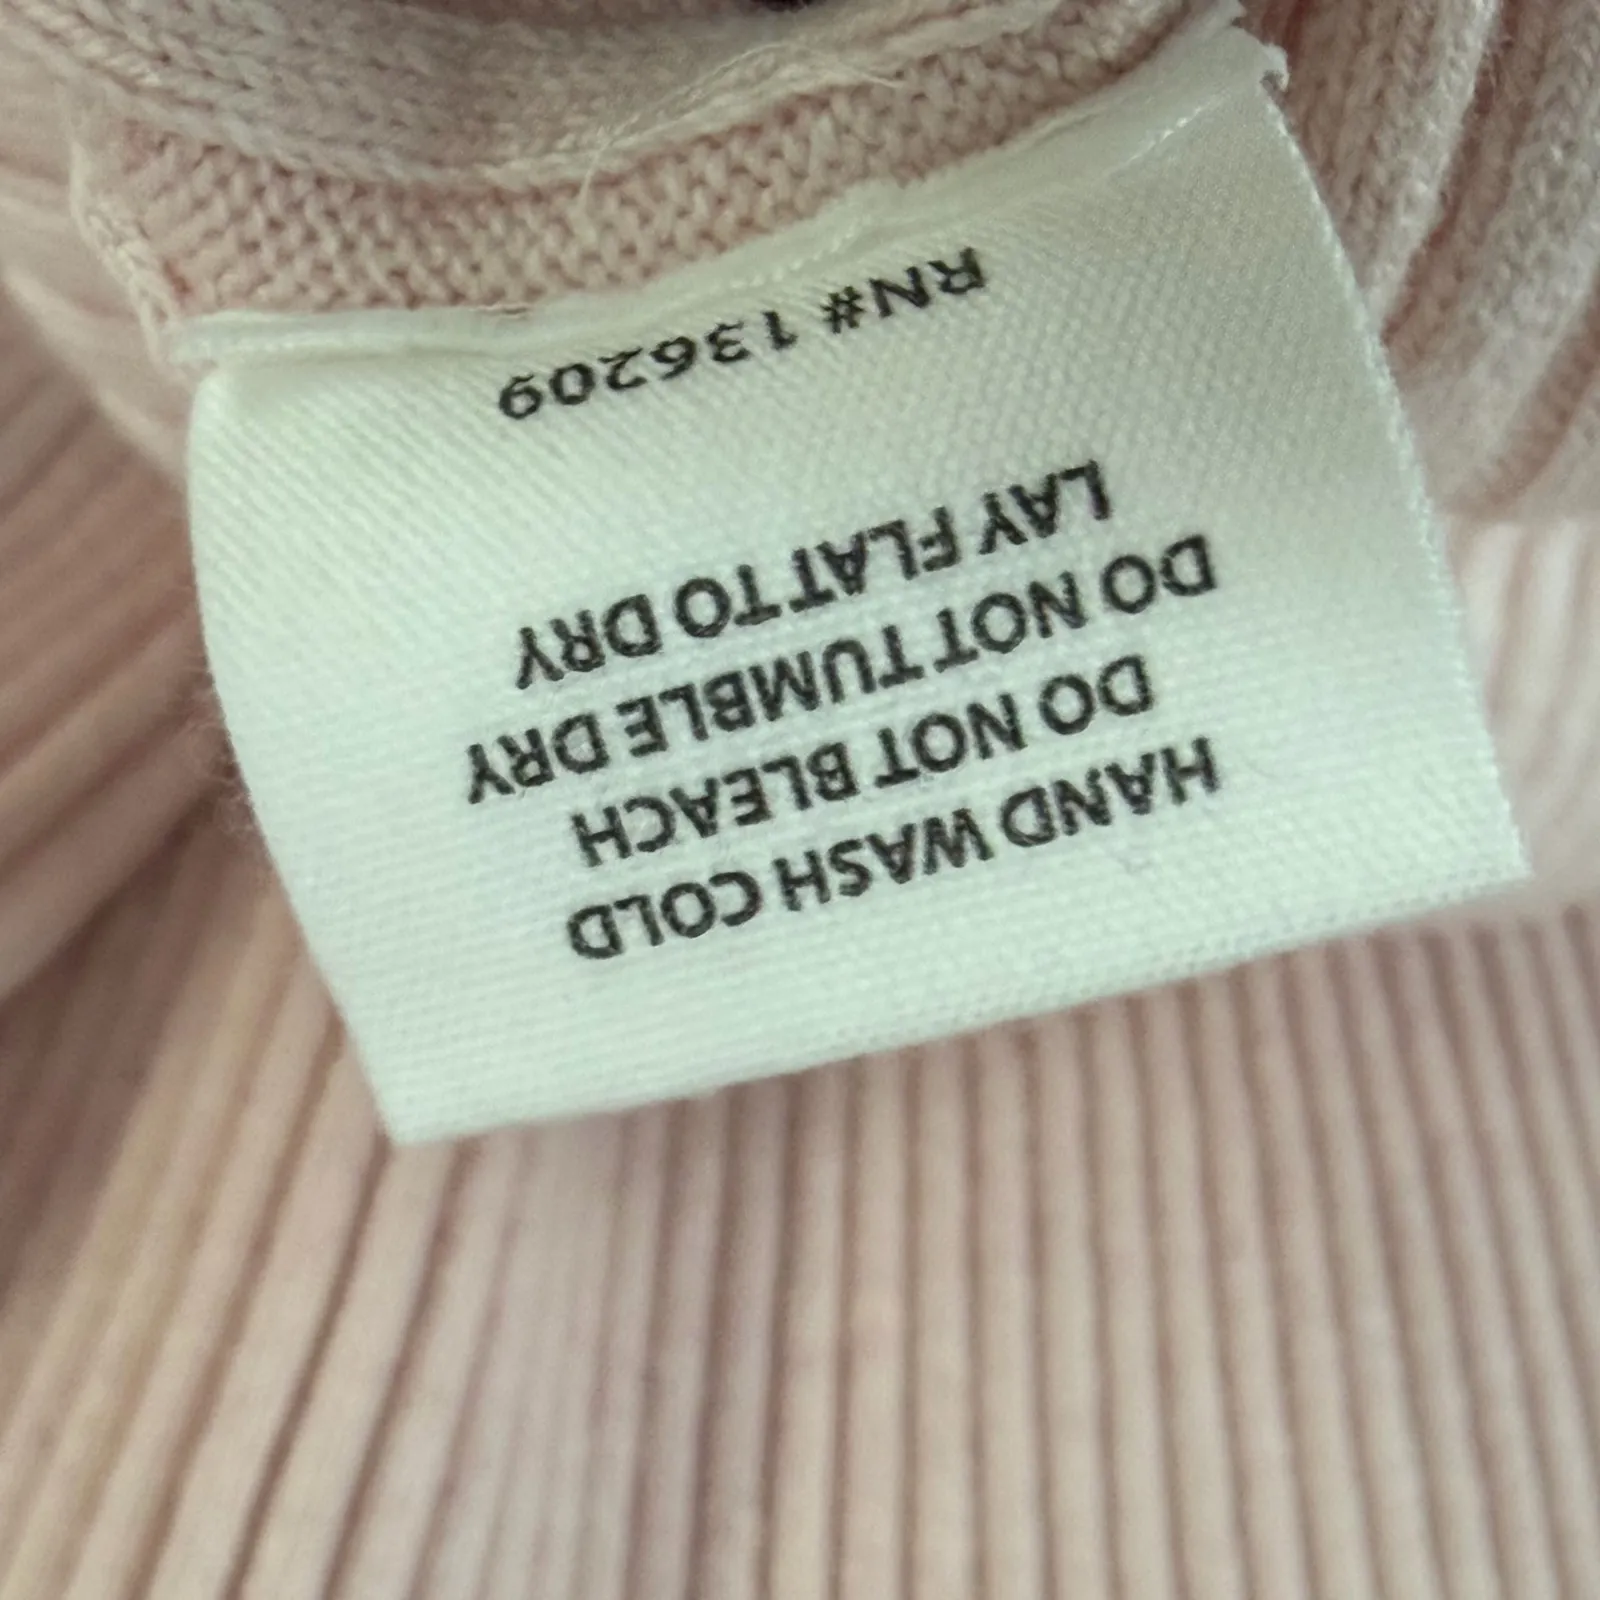 HAND WASH COLD
DO NOT BLEACH
DO NOT TUMBLE DRY
LAY FLAT TO DRY
RN# 136209